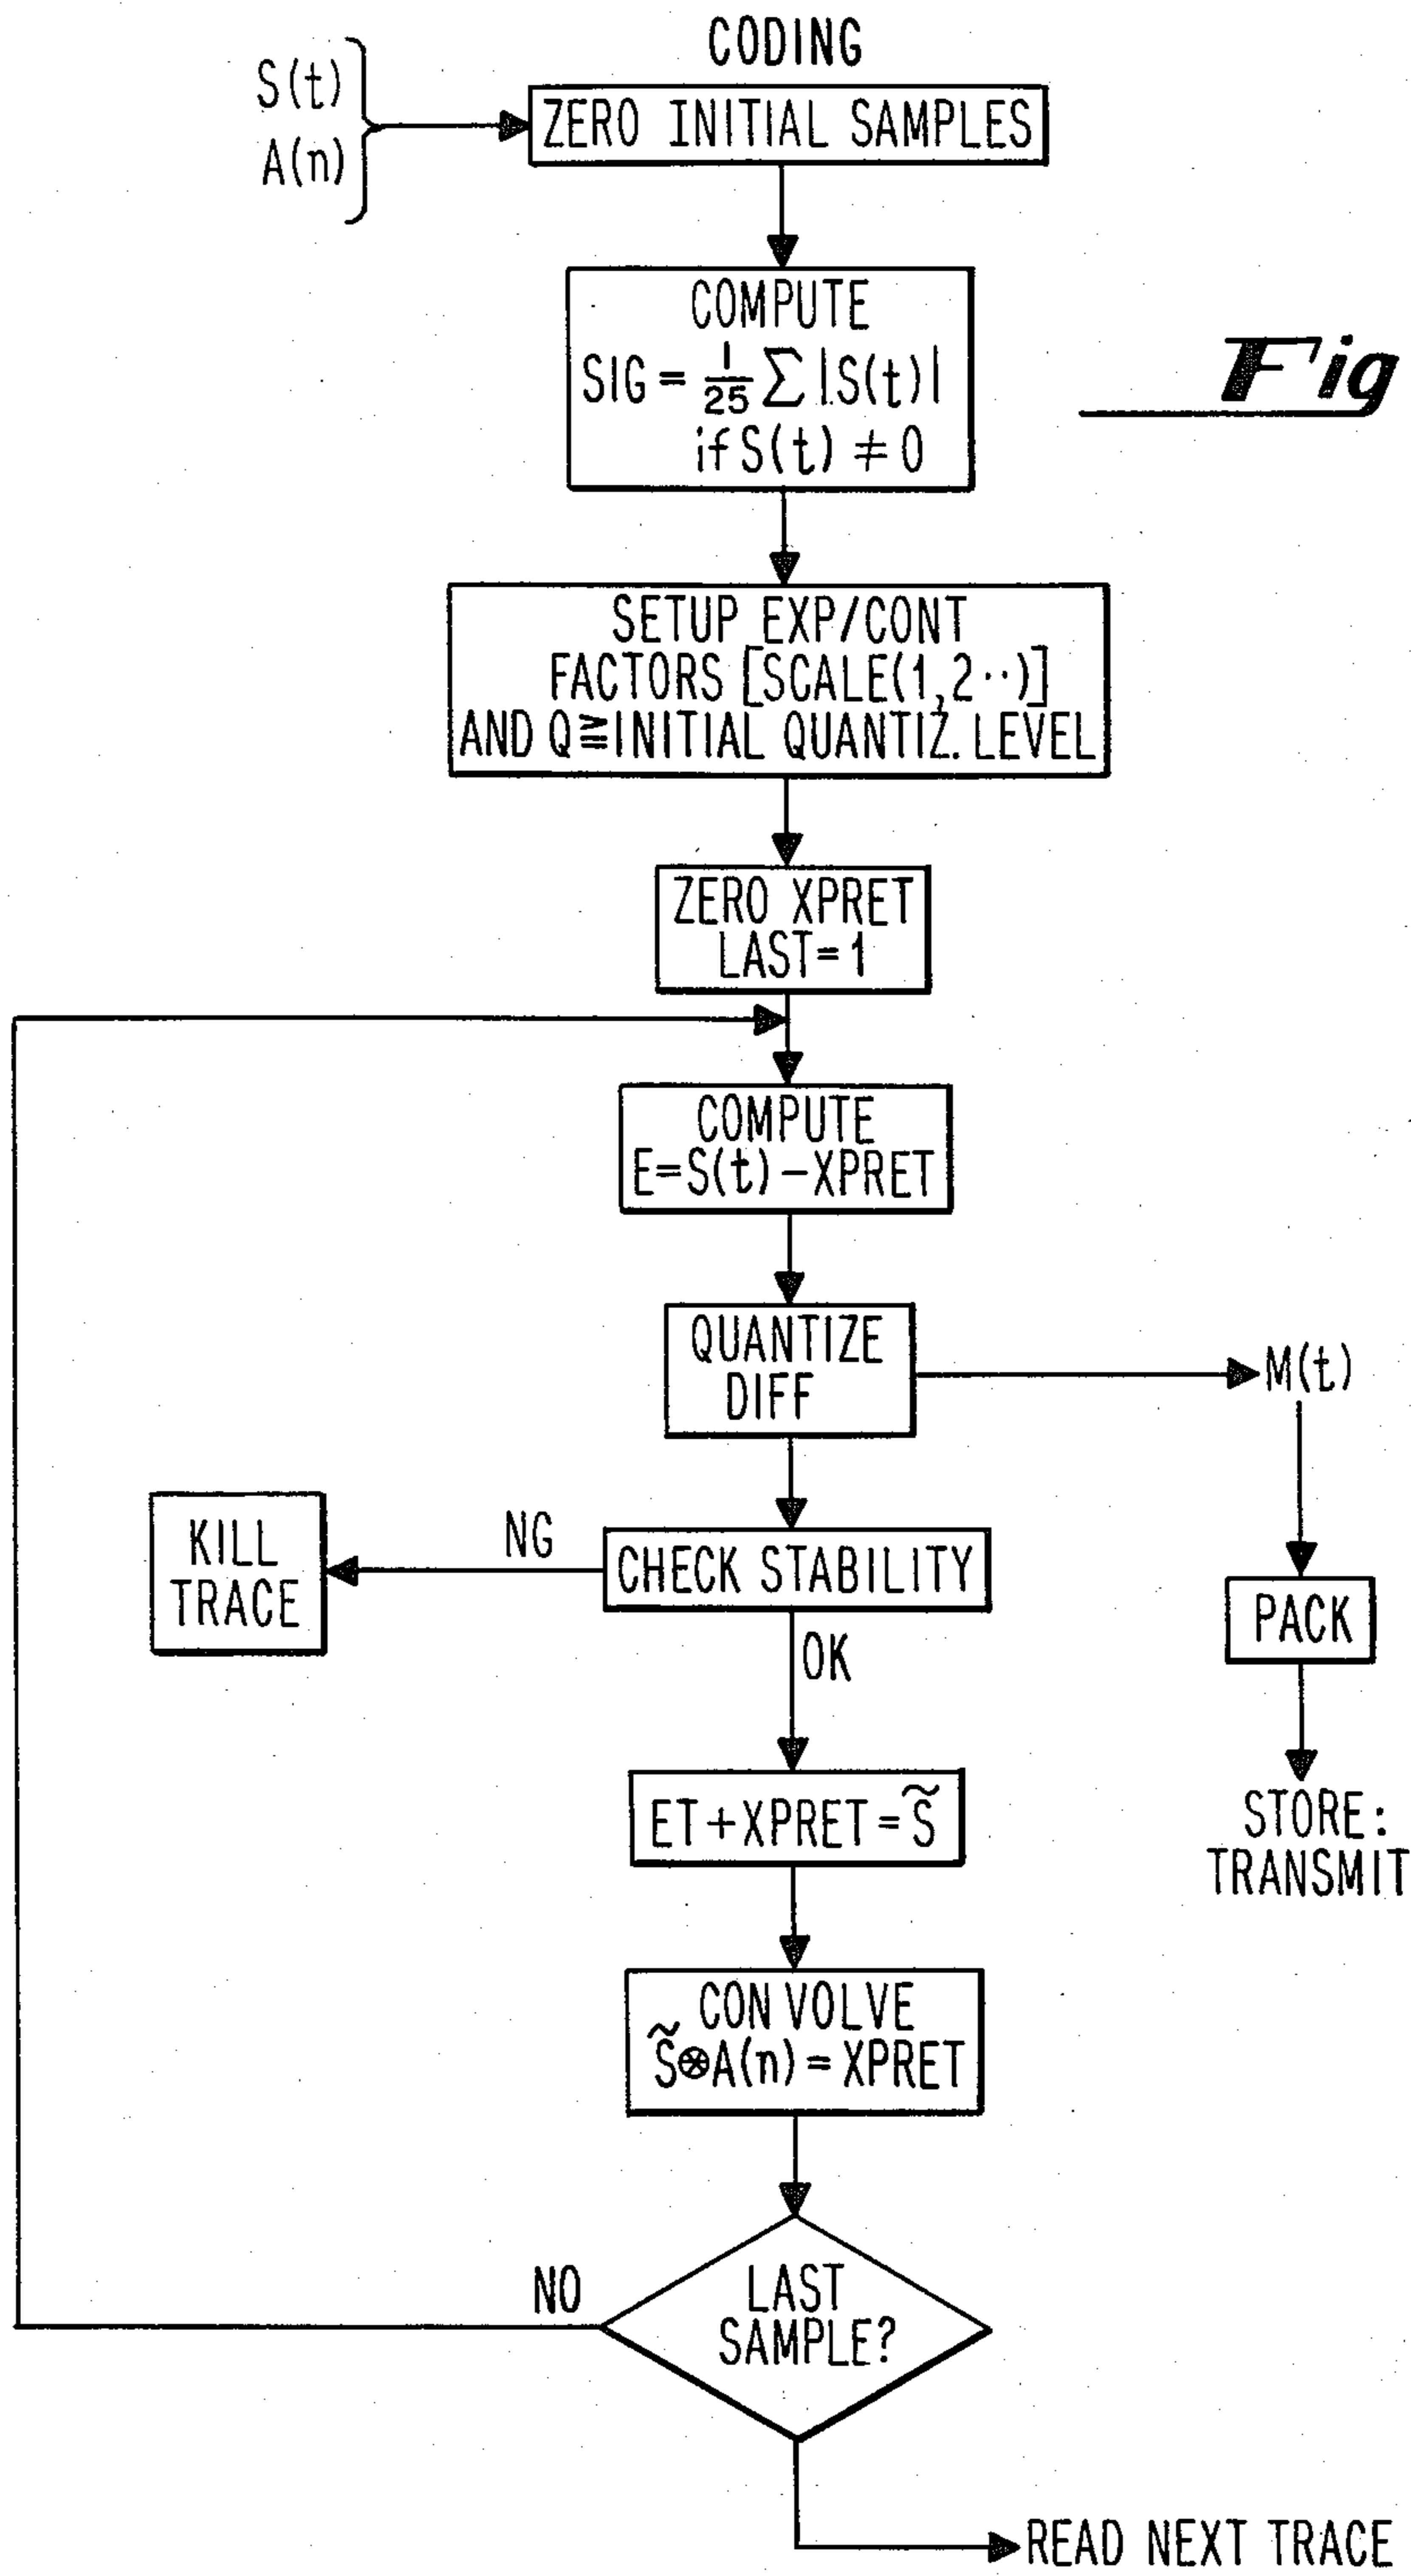 CODING
S(t)
A(n)
ZERO INITIAL SAMPLES
COMPUTE
SIG = 1/25 ∑ |S(t)|
if S(t) ≠ 0
Fig
SETUP EXP/CONT
FACTORS [SCALE(1,2··)]
AND Q≧INITIAL QUANTIZ. LEVEL
ZERO XPRET
LAST=1
COMPUTE
E=S(t)-XPRET
QUANTIZE
DIFF
M(t)
KILL
TRACE
NG
CHECK STABILITY
OK
PACK
STORE:
TRANSMIT
ET+XPRET=S̃
CON VOLVE
S̃⊛A(n)=XPRET
NO
LAST
SAMPLE?
READ NEXT TRACE